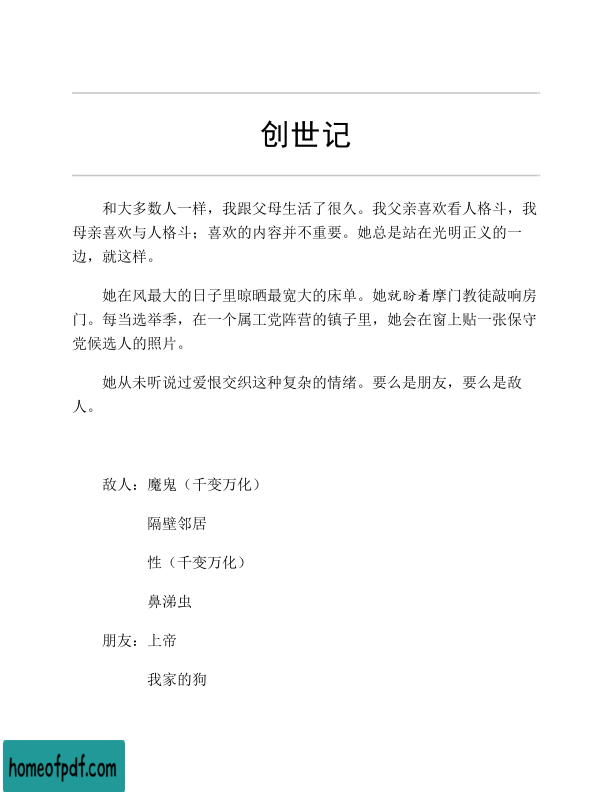 创世记
和大多数人一样，我跟父母生活了很久。我父亲喜欢看人格斗，我
母亲喜欢与人格斗；喜欢的内容并不重要。她总是站在光明正义的一
边，就这样。
她在风最大的日子里晾晒最宽大的床单。她就盼着摩门教徒敲响房
门。每当选举季，在一个属工党阵营的镇子里，她会在窗上贴一张保守
党候选人的照片。
她从未听说过爱恨交织这种复杂的情绪。要么是朋友，要么是敌
人。
敌人：魔鬼（千变万化）
隔壁邻居
性（千变万化）
鼻涕虫
朋友：上帝
我家的狗
homeofpdf.com